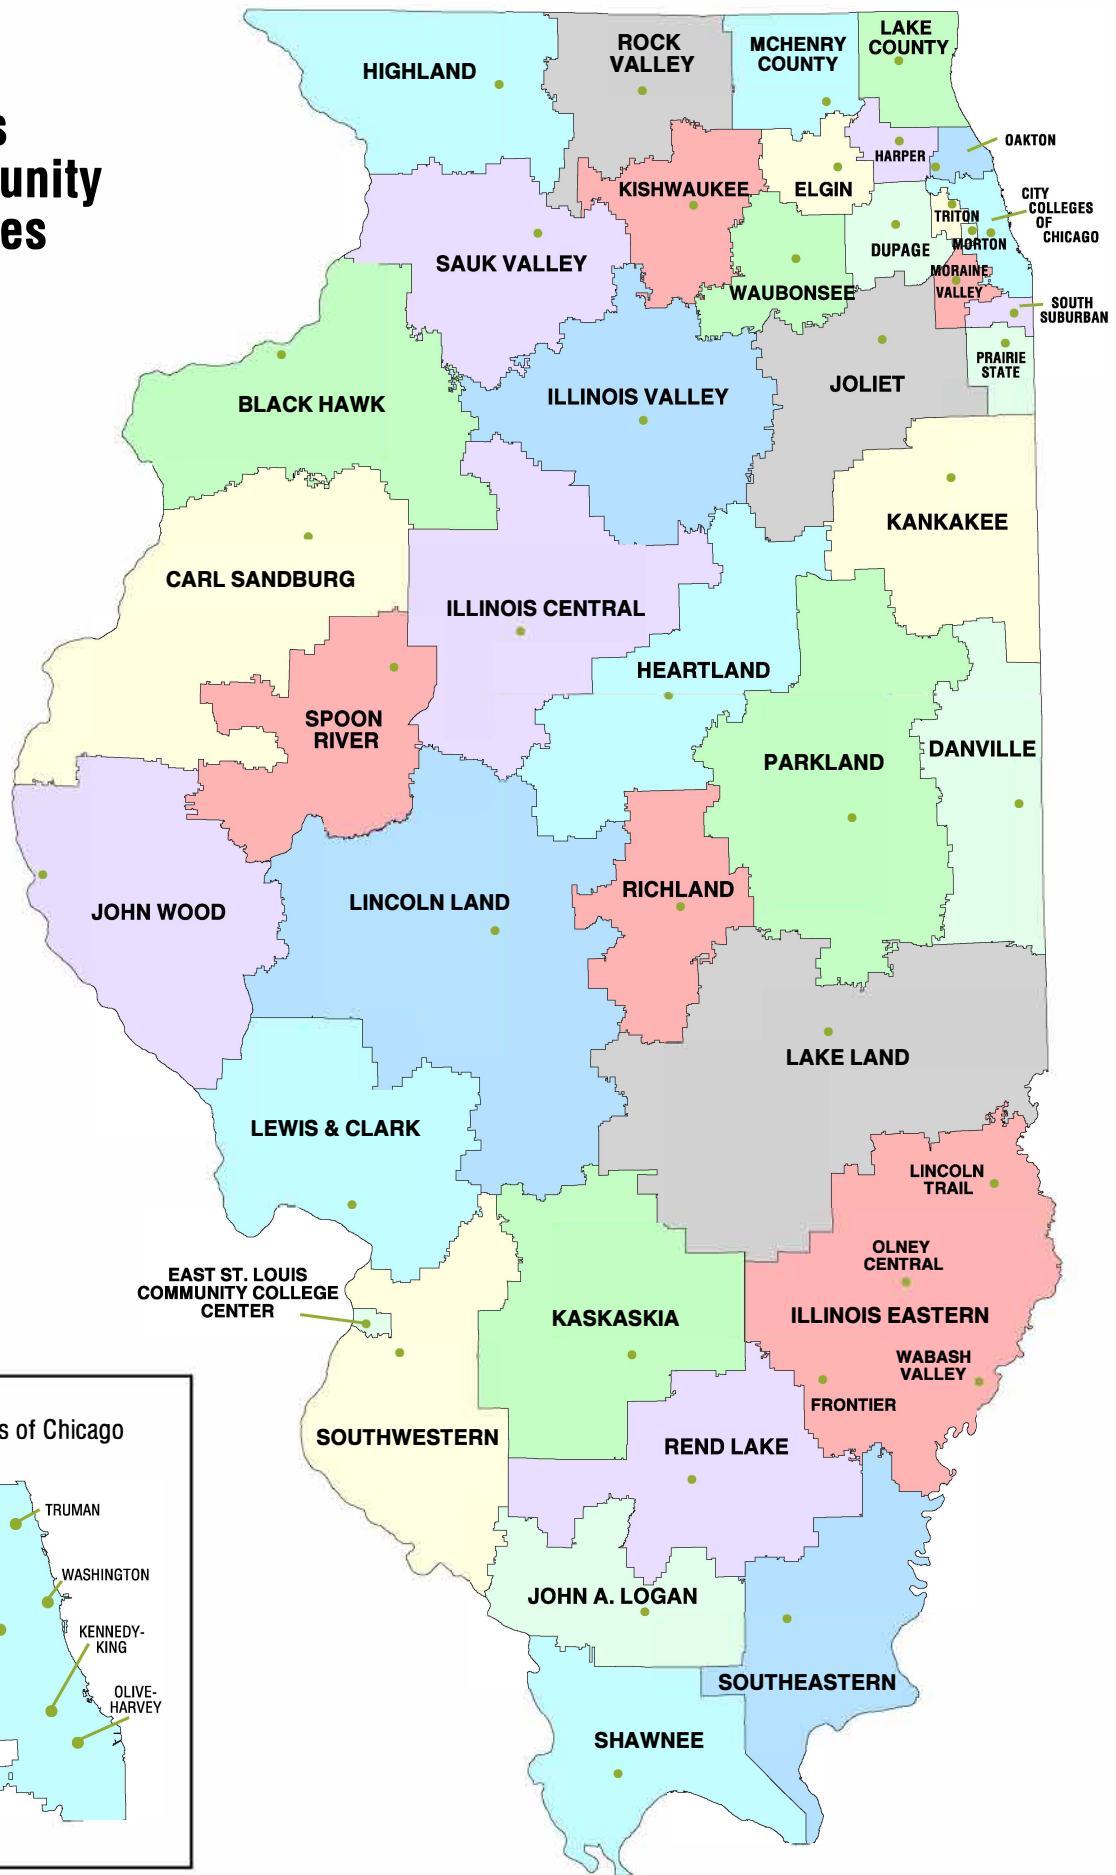 s
unity
es
HIGHLAND
ROCK
VALLEY
MCHENRY
COUNTY
LAKE
COUNTY
OAKTON
HARPER
KISHWAUKEE
ELGIN
CITY
COLLEGES
OF
CHICAGO
TRITON
MORTON
DUPAGE
SAUK VALLEY
MORAINE
VALLEY
WAUBONSEE
SOUTH
SUBURBAN
PRAIRIE
STATE
JOLIET
ILLINOIS VALLEY
BLACK HAWK
KANKAKEE
CARL SANDBURG
ILLINOIS CENTRAL
HEARTLAND
SPOON
RIVER
DANVILLE
PARKLAND
RICHLAND
LINCOLN LAND
JOHN WOOD
LAKE LAND
LEWIS & CLARK
LINCOLN
TRAIL
OLNEY
CENTRAL
EAST ST. LOUIS
COMMUNITY COLLEGE
CENTER
KASKASKIA
ILLINOIS EASTERN
WABASH
VALLEY
FRONTIER
SOUTHWESTERN
REND LAKE
JOHN A. LOGAN
SOUTHEASTERN
SHAWNEE
s of Chicago
TRUMAN
WASHINGTON
KENNEDY-
KING
OLIVE-
HARVEY